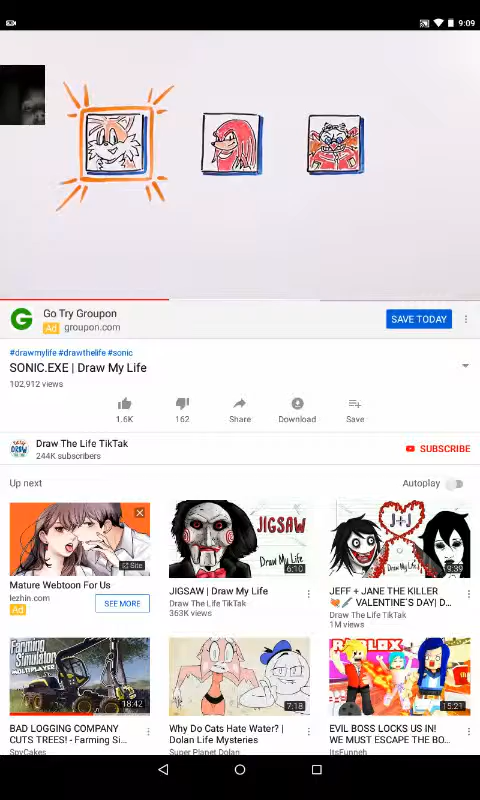 9:09
Go Try Groupon
Ad groupon.com
SAVE TODAY
#drawmylife #drawthelife #sonic
SONIC.EXE | Draw My Life
102,912 views
1.6K
162
Share
Download
Save
Draw The Life TikTak
244K subscribers
SUBSCRIBE
Up next
Autoplay
Site
Mature Webtoon For Us
lezhin.com
Ad
SEE MORE
JIGSAW
Draw My Life
6:10
JIGSAW | Draw My Life
Draw The Life TikTak
363K views
J+J
Draw My Life
9:39
JEFF + JANE THE KILLER
💘🗡️ VALENTINE'S DAY| D...
Draw The Life TikTak
1M views
Farming
Simulator
MULTIPLAYER
18:42
BAD LOGGING COMPANY
CUTS TREES! - Farming Si...
SpyCakes
7:18
Why Do Cats Hate Water? |
Dolan Life Mysteries
Super Planet Dolan
ROBLOX
15:21
EVIL BOSS LOCKS US IN!
WE MUST ESCAPE THE BO...
ItsFunneh